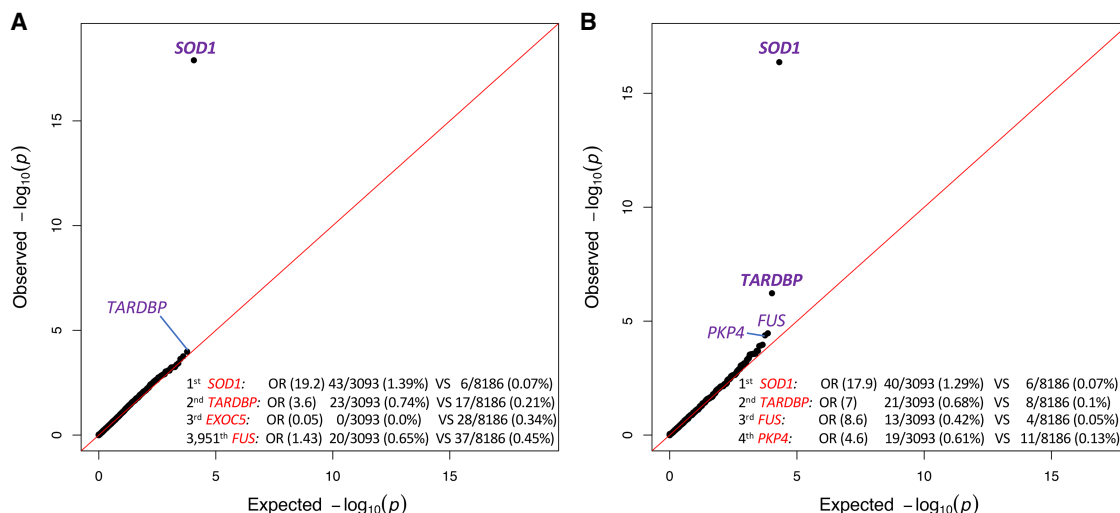 A
SOD1
TARDBP
Observed −log10(p)
15
10
5
0
1st SOD1: OR (19.2) 43/3093 (1.39%) VS 6/8186 (0.07%)
2nd TARDBP: OR (3.6) 23/3093 (0.74%) VS 17/8186 (0.21%)
3rd EXOC5: OR (0.05) 0/3093 (0.0%) VS 28/8186 (0.34%)
3,951th FUS: OR (1.43) 20/3093 (0.65%) VS 37/8186 (0.45%)
0 5 10 15
Expected −log10(p)
B
SOD1
TARDBP
FUS
PKP4
Observed −log10(p)
15
10
5
0
1st SOD1: OR (17.9) 40/3093 (1.29%) VS 6/8186 (0.07%)
2nd TARDBP: OR (7) 21/3093 (0.68%) VS 8/8186 (0.1%)
3rd FUS: OR (8.6) 13/3093 (0.42%) VS 4/8186 (0.05%)
4th PKP4: OR (4.6) 19/3093 (0.61%) VS 11/8186 (0.13%)
0 5 10 15
Expected −log10(p)